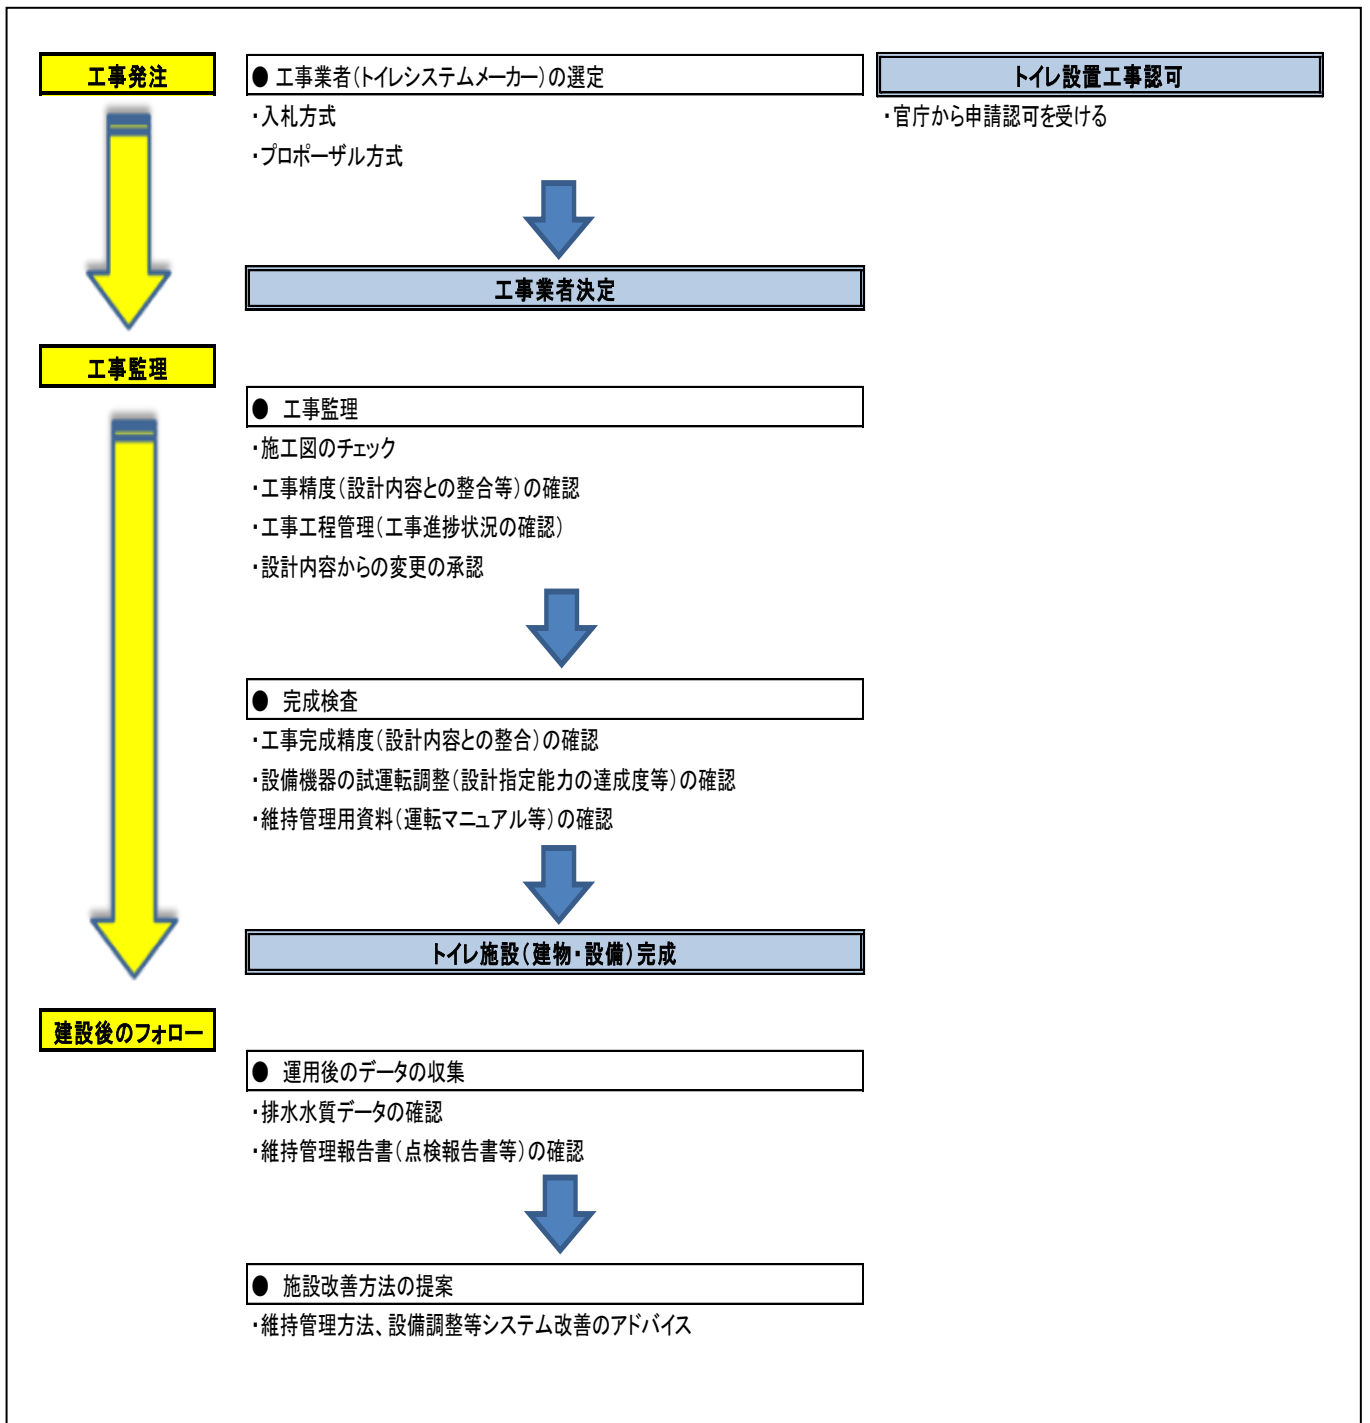 工事発注
● 工事業者(トイレシステムメーカー)の選定
トイレ設置工事認可
・入札方式
・官庁から申請認可を受ける
・プロポーザル方式
工事業者決定
工事監理
● 工事監理
・施工図のチェック
・工事精度(設計内容との整合等)の確認
・工事工程管理(工事進捗状況の確認)
・設計内容からの変更の承認
● 完成検査
・工事完成精度(設計内容との整合)の確認
・設備機器の試運転調整(設計指定能力の達成度等)の確認
・維持管理用資料(運転マニュアル等)の確認
トイレ施設(建物・設備)完成
建設後のフォロー
● 運用後のデータの収集
・排水水質データの確認
・維持管理報告書(点検報告書等)の確認
● 施設改善方法の提案
・維持管理方法、設備調整等システム改善のアドバイス